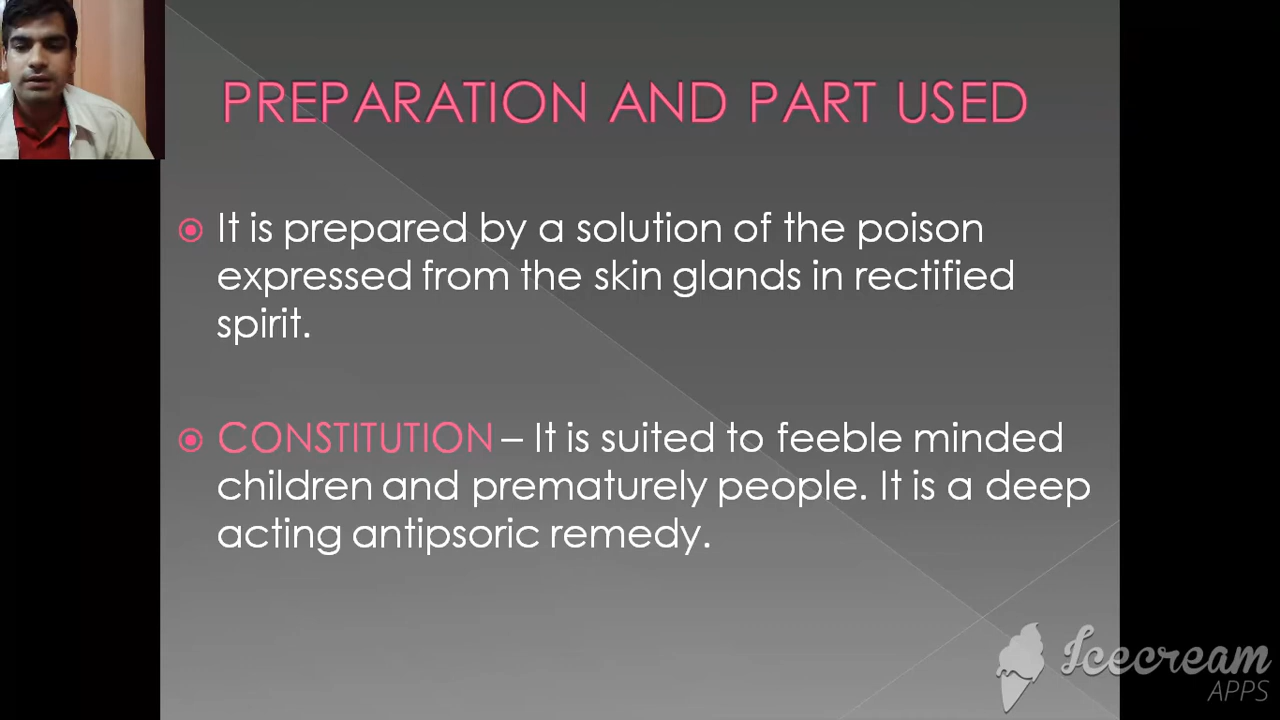 PREPARATION AND PART USED
It is prepared by a solution of the poison
expressed from the skin glands in rectified
spirit.
CONSTITUTION – It is suited to feeble minded
children and prematurely people. It is a deep
acting antipsoric remedy.
Icecream
APPS